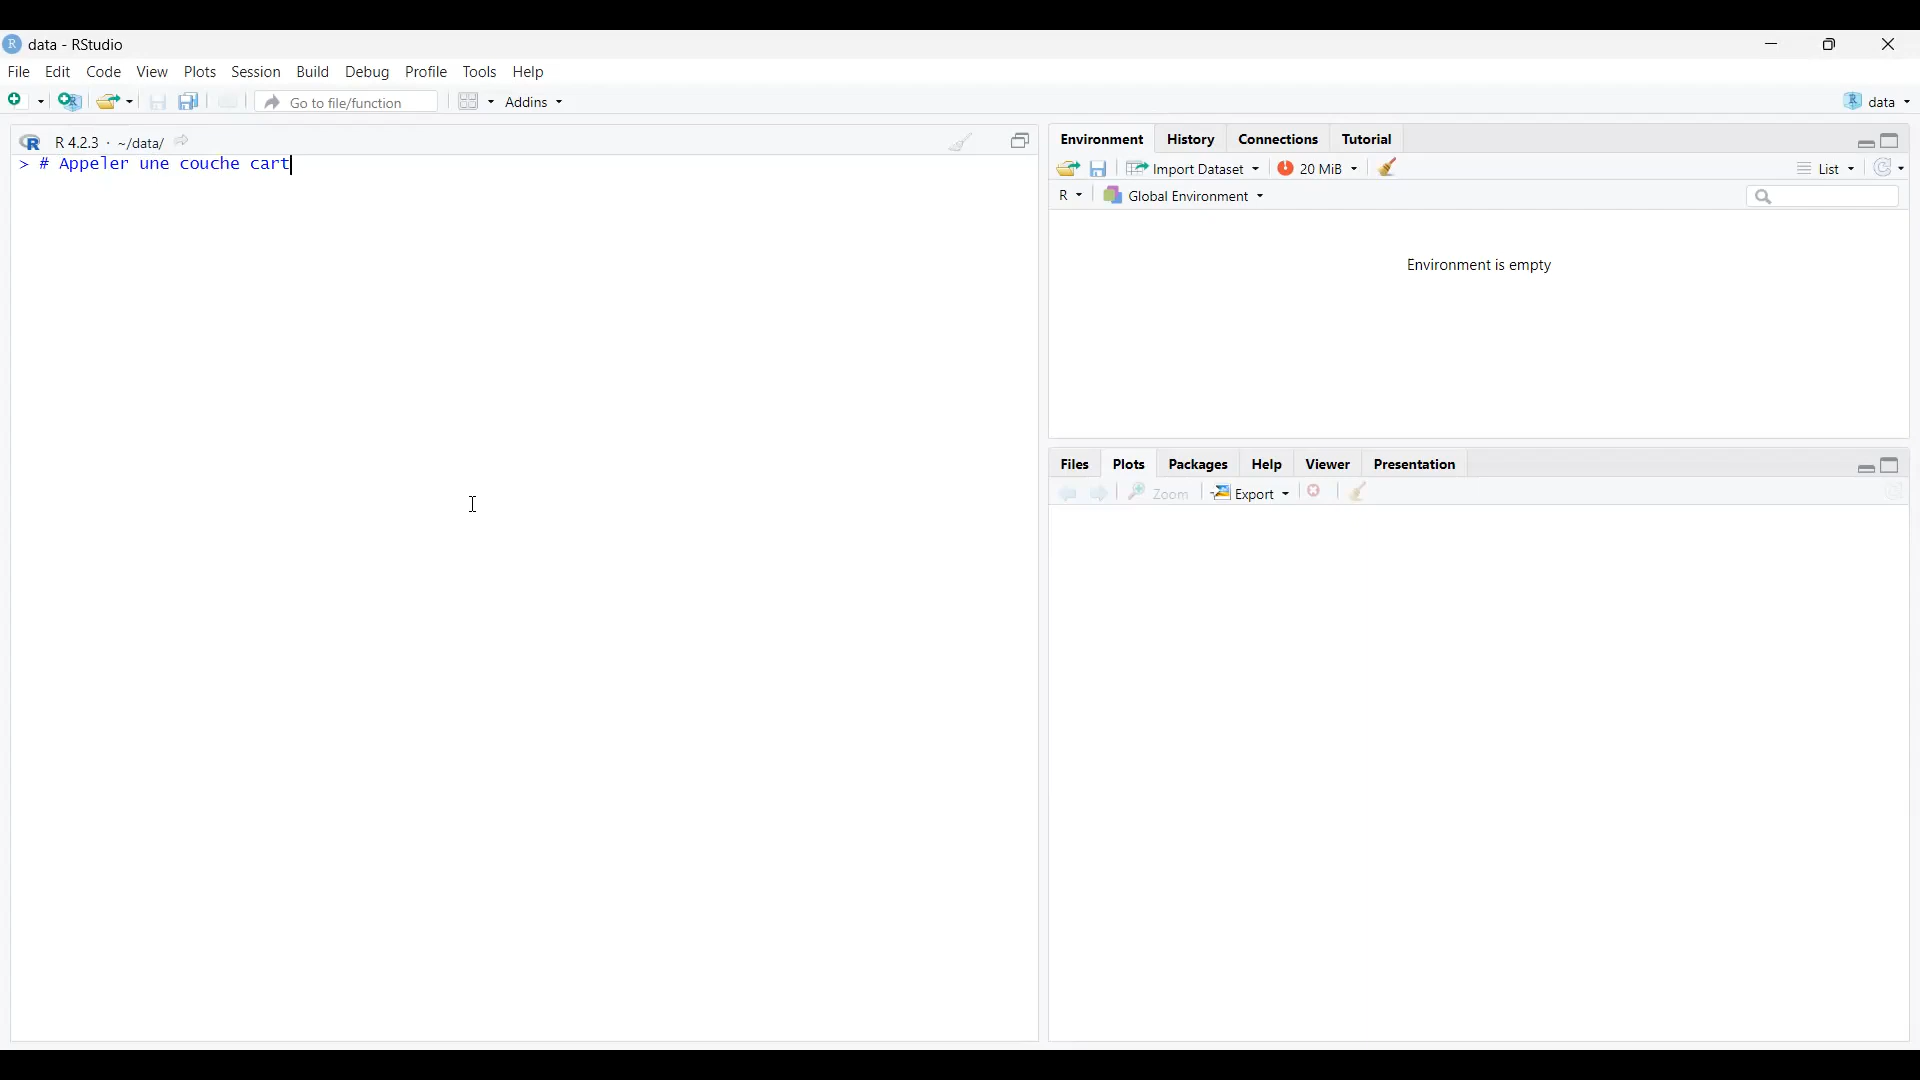 data - RStudio
File Edit Code View Plots Session Build Debug Profile Tools Help
Go to file/function Addins data
R 4.2.3 · ~/data/
> # Appeler une couche cart
Environment History Connections Tutorial
Import Dataset 20 MiB List
R Global Environment
Environment is empty
Files Plots Packages Help Viewer Presentation
Zoom Export